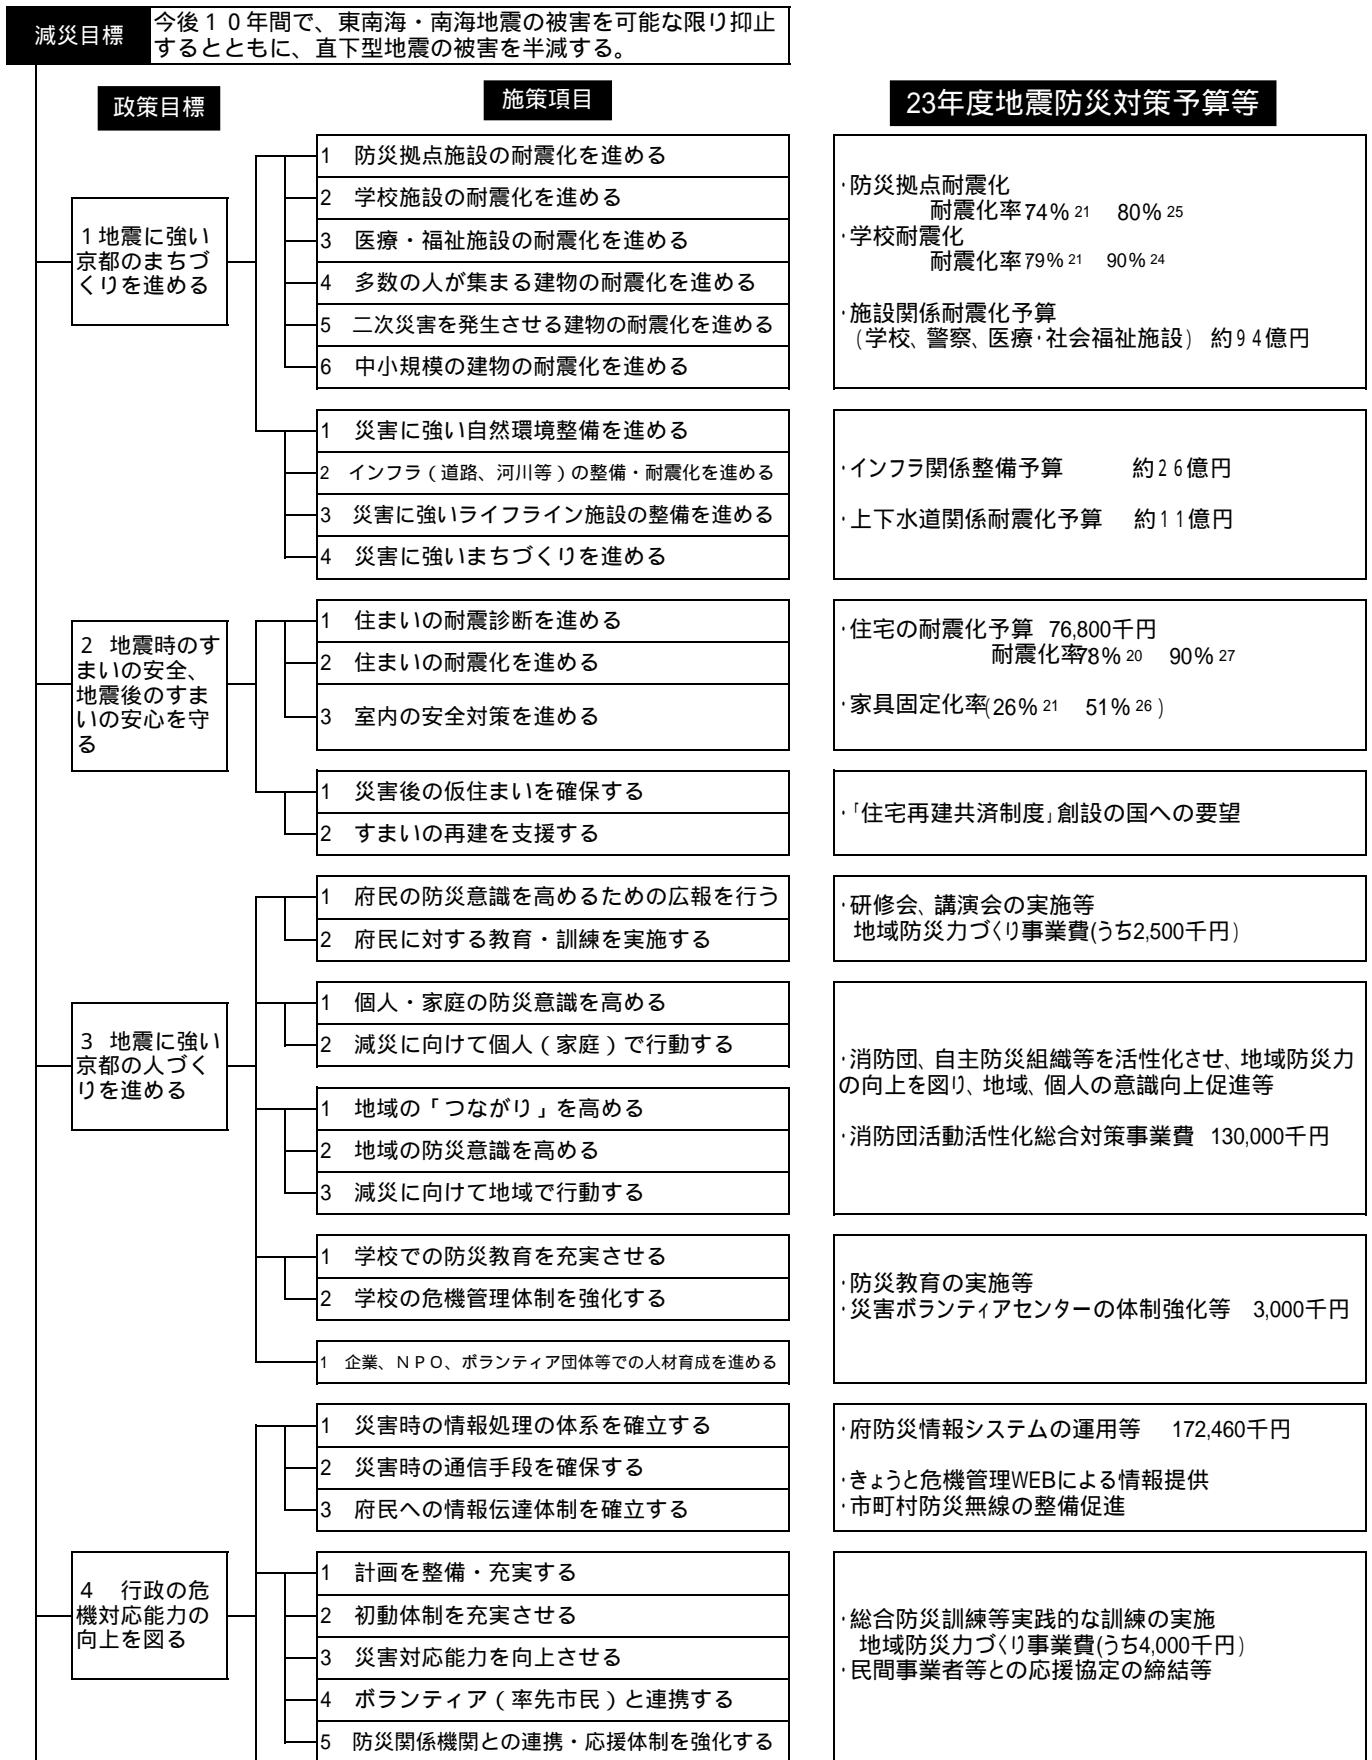 減災目標
今後１０年間で、東南海・南海地震の被害を可能な限り抑止
するとともに、直下型地震の被害を半減する。
政策目標
施策項目
23年度地震防災対策予算等
１地震に強い
京都のまちづ
くりを進める
1 防災拠点施設の耐震化を進める
2 学校施設の耐震化を進める
3 医療・福祉施設の耐震化を進める
4 多数の人が集まる建物の耐震化を進める
5 二次災害を発生させる建物の耐震化を進める
6 中小規模の建物の耐震化を進める
・防災拠点耐震化
耐震化率74% 21 80% 25
・学校耐震化
耐震化率79% 21 90% 24
・施設関係耐震化予算
(学校、警察、医療・社会福祉施設) 約９４億円
1 災害に強い自然環境整備を進める
2 インフラ（道路、河川等）の整備・耐震化を進める
3 災害に強いライフライン施設の整備を進める
4 災害に強いまちづくりを進める
・インフラ関係整備予算 約２６億円
・上下水道関係耐震化予算 約１１億円
２ 地震時のす
まいの安全、
地震後のすま
いの安心を守
る
1 住まいの耐震診断を進める
2 住まいの耐震化を進める
3 室内の安全対策を進める
・住宅の耐震化予算 76,800千円
耐震化率78% 20 90% 27
・家具固定化率(26% 21 51% 26 )
1 災害後の仮住まいを確保する
2 すまいの再建を支援する
・「住宅再建共済制度」創設の国への要望
３ 地震に強い
京都の人づく
りを進める
1 府民の防災意識を高めるための広報を行う
2 府民に対する教育・訓練を実施する
・研修会、講演会の実施等
地域防災力づくり事業費(うち2,500千円)
1 個人・家庭の防災意識を高める
2 減災に向けて個人（家庭）で行動する
1 地域の「つながり」を高める
2 地域の防災意識を高める
3 減災に向けて地域で行動する
・消防団、自主防災組織等を活性化させ、地域防災力
の向上を図り、地域、個人の意識向上促進等
・消防団活動活性化総合対策事業費 130,000千円
1 学校での防災教育を充実させる
2 学校の危機管理体制を強化する
1 企業、ＮＰＯ、ボランティア団体等での人材育成を進める
・防災教育の実施等
・災害ボランティアセンターの体制強化等 3,000千円
４ 行政の危
機対応能力の
向上を図る
1 災害時の情報処理の体系を確立する
2 災害時の通信手段を確保する
3 府民への情報伝達体制を確立する
・府防災情報システムの運用等 172,460千円
・きょうと危機管理WEBによる情報提供
・市町村防災無線の整備促進
1 計画を整備・充実する
2 初動体制を充実させる
3 災害対応能力を向上させる
4 ボランティア（率先市民）と連携する
5 防災関係機関との連携・応援体制を強化する
・総合防災訓練等実践的な訓練の実施
地域防災力づくり事業費(うち4,000千円)
・民間事業者等との応援協定の締結等